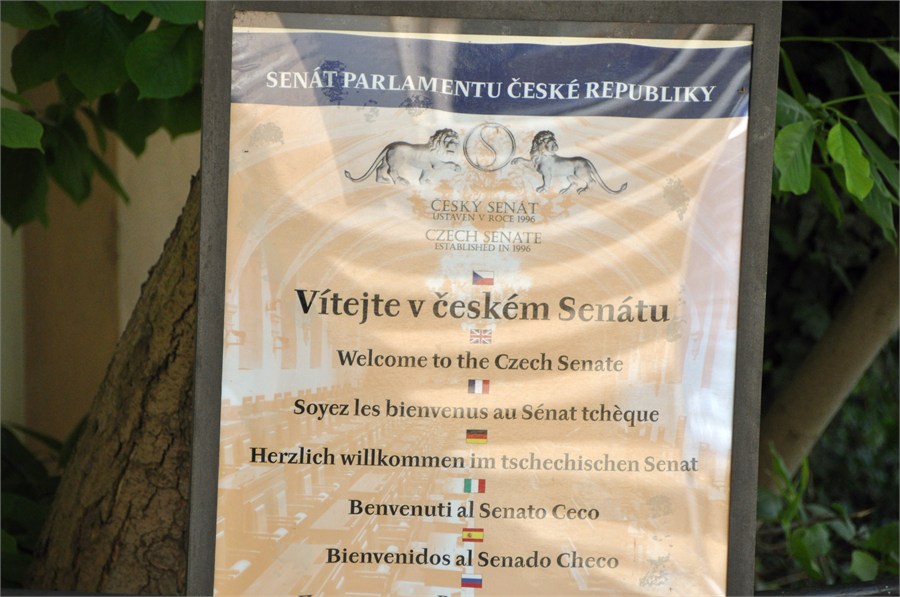 SENÁT PARLAMENTU ČESKÉ REPUBLIKY
S
ČESKÝ SENÁT
USTAVEN V ROCE 1996
CZECH SENATE
ESTABLISHED IN 1996
Vítejte v českém Senátu
Welcome to the Czech Senate
Soyez les bienvenus au Sénat tchèque
Herzlich willkommen im tschechischen Senat
Benvenuti al Senato Ceco
Bienvenidos al Senado Checo